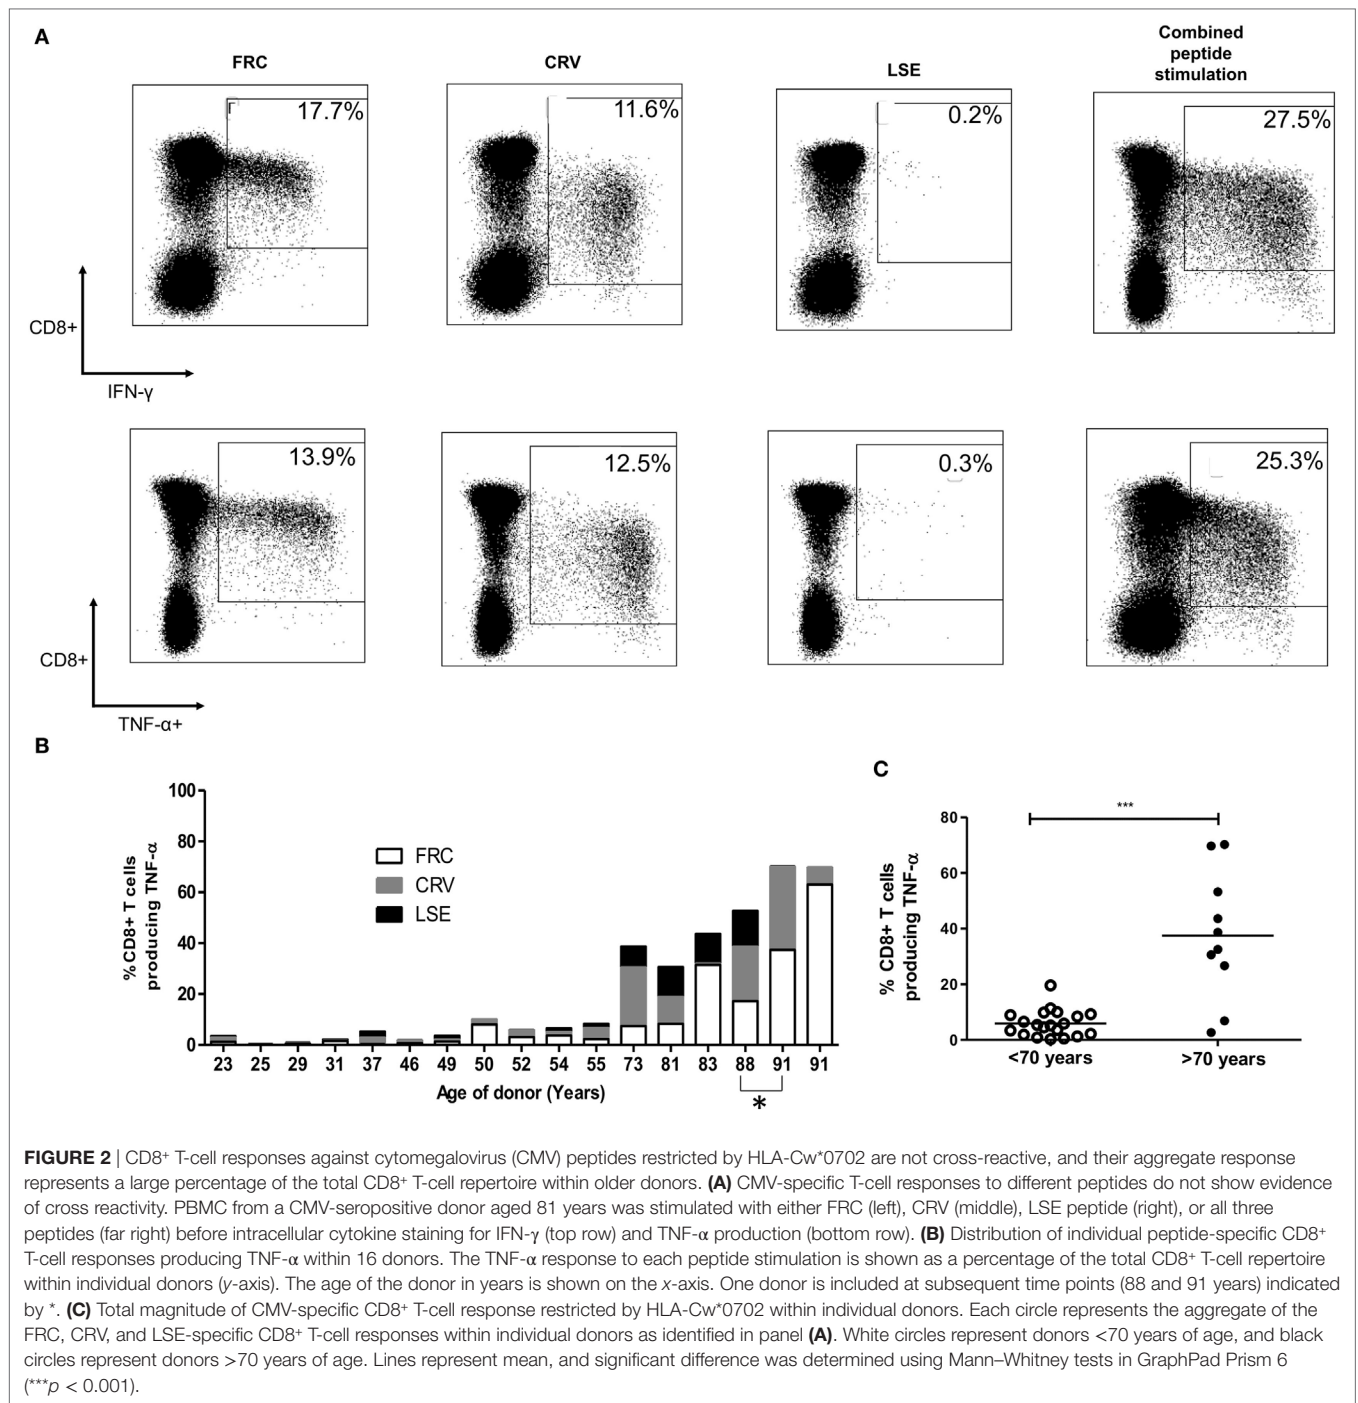 A
FRC
CRV
LSE
Combined
peptide
stimulation
17.7%
11.6%
0.2%
27.5%
CD8+
IFN-γ
13.9%
12.5%
0.3%
25.3%
CD8+
TNF-α+
B
%CD8+ T cells
producing TNF-α
100
80
60
40
20
0
FRC
CRV
LSE
23 25 29 31 37 46 49 50 52 54 55 73 81 83 88 91 91
Age of donor (Years)
*
C
% CD8+ T cells
producing TNF-α
80
60
40
20
0
***
<70 years
>70 years
FIGURE 2 | CD8+ T-cell responses against cytomegalovirus (CMV) peptides restricted by HLA-Cw*0702 are not cross-reactive, and their aggregate response
represents a large percentage of the total CD8+ T-cell repertoire within older donors. (A) CMV-specific T-cell responses to different peptides do not show evidence
of cross reactivity. PBMC from a CMV-seropositive donor aged 81 years was stimulated with either FRC (left), CRV (middle), LSE peptide (right), or all three
peptides (far right) before intracellular cytokine staining for IFN-γ (top row) and TNF-α production (bottom row). (B) Distribution of individual peptide-specific CD8+
T-cell responses producing TNF-α within 16 donors. The TNF-α response to each peptide stimulation is shown as a percentage of the total CD8+ T-cell repertoire
within individual donors (y-axis). The age of the donor in years is shown on the x-axis. One donor is included at subsequent time points (88 and 91 years) indicated
by *. (C) Total magnitude of CMV-specific CD8+ T-cell response restricted by HLA-Cw*0702 within individual donors. Each circle represents the aggregate of the
FRC, CRV, and LSE-specific CD8+ T-cell responses within individual donors as identified in panel (A). White circles represent donors <70 years of age, and black
circles represent donors >70 years of age. Lines represent mean, and significant difference was determined using Mann–Whitney tests in GraphPad Prism 6
(***p < 0.001).